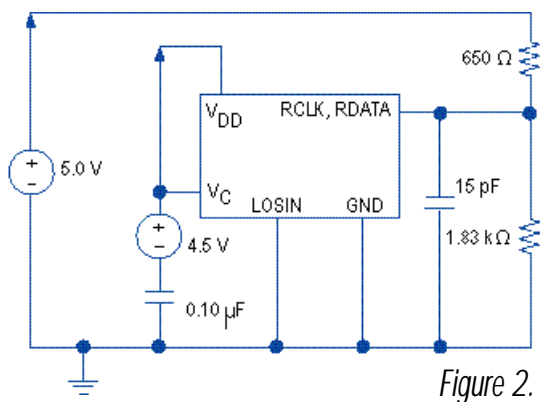 650 Ω
V_DD
RCLK, RDATA
+
−
5.0 V
V_C
15 pF
LOSIN
GND
+
−
4.5 V
1.83 kΩ
0.10 µF
Figure 2.